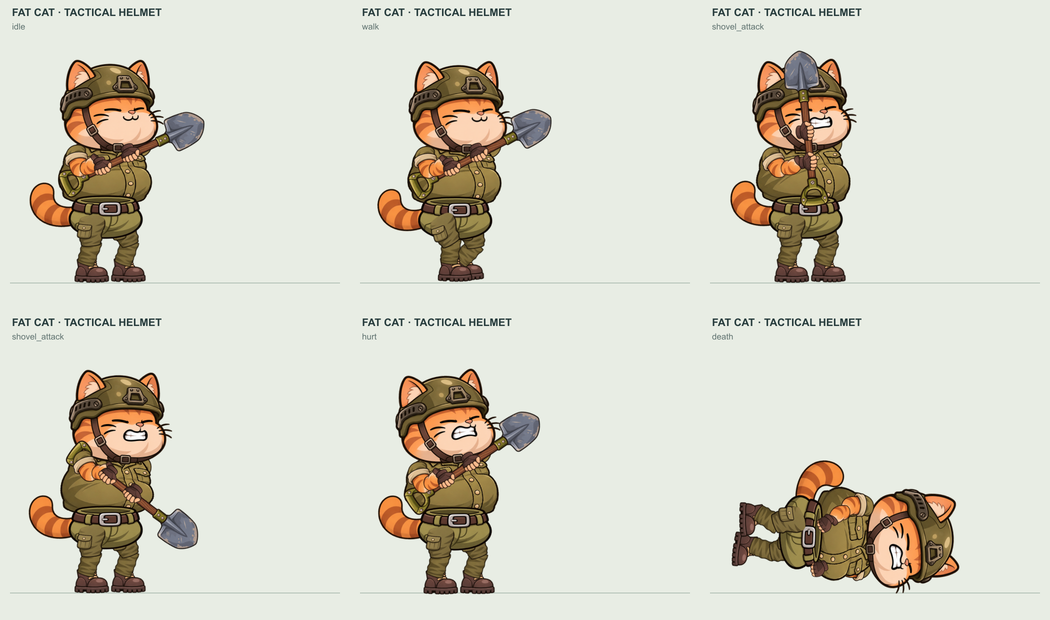 FAT CAT · TACTICAL HELMET
idle
FAT CAT · TACTICAL HELMET
walk
FAT CAT · TACTICAL HELMET
shovel_attack
FAT CAT · TACTICAL HELMET
shovel_attack
FAT CAT · TACTICAL HELMET
hurt
FAT CAT · TACTICAL HELMET
death